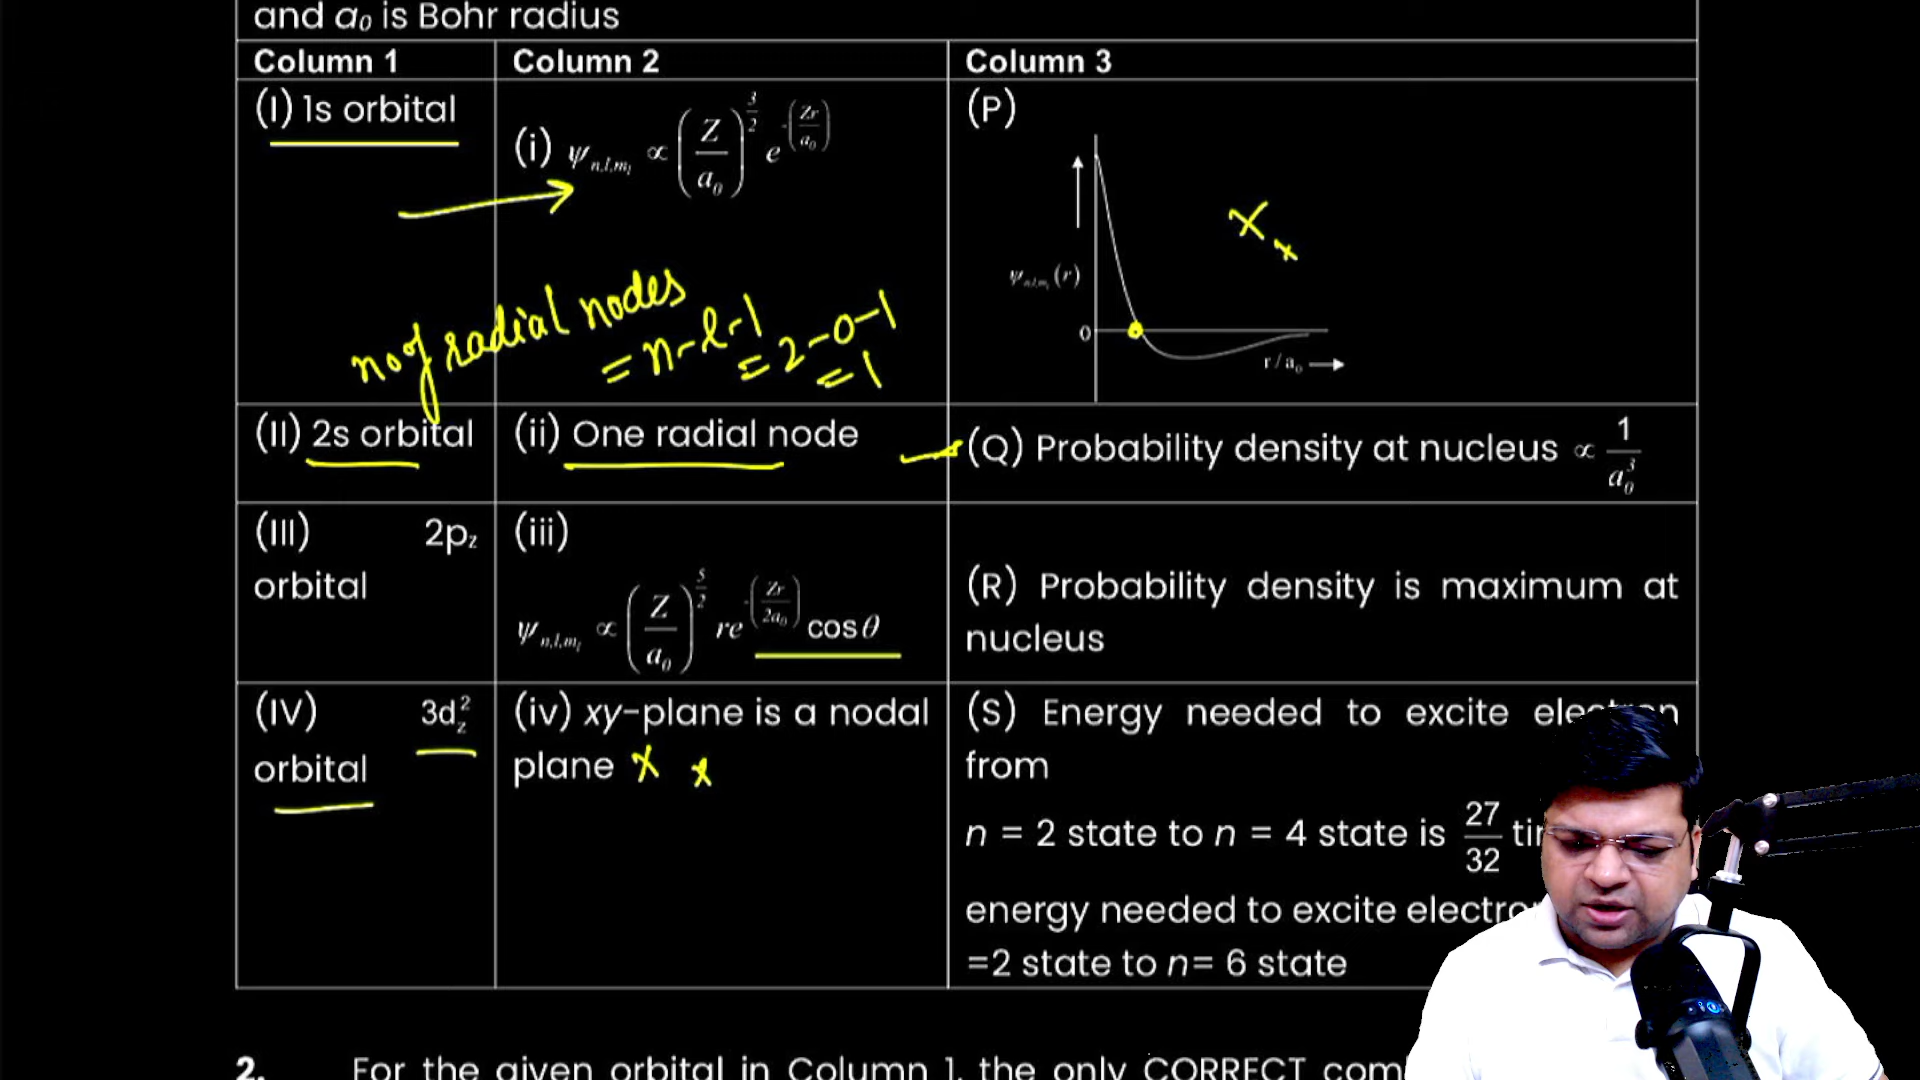 and a₀ is Bohr radius
Column 1
Column 2
Column 3
(I) 1s orbital
(i) ψ n,l,mₗ ∝ (Z/a₀)^(3/2) e^-(Zr/a₀)
(P)
ψ n,l,mₗ (r)
0
r/a₀
x x
no of radial nodes
= n-l-1
= 2-0-1
= 1
(II) 2s orbital
(ii) One radial node
(Q) Probability density at nucleus ∝ 1/a₀³
(III) 2pz
orbital
(iii)
ψ n,l,mₗ ∝ (Z/a₀)^(5/2) re^-(Zr/2a₀) cosθ
(R) Probability density is maximum at
nucleus
(IV) 3dz²
orbital
(iv) xy-plane is a nodal
plane x x
(S) Energy needed to excite electron
from
n = 2 state to n = 4 state is 27/32
energy needed to excite
=2 state to n= 6 state
2. For the given orbital in Column 1, the only CORRECT